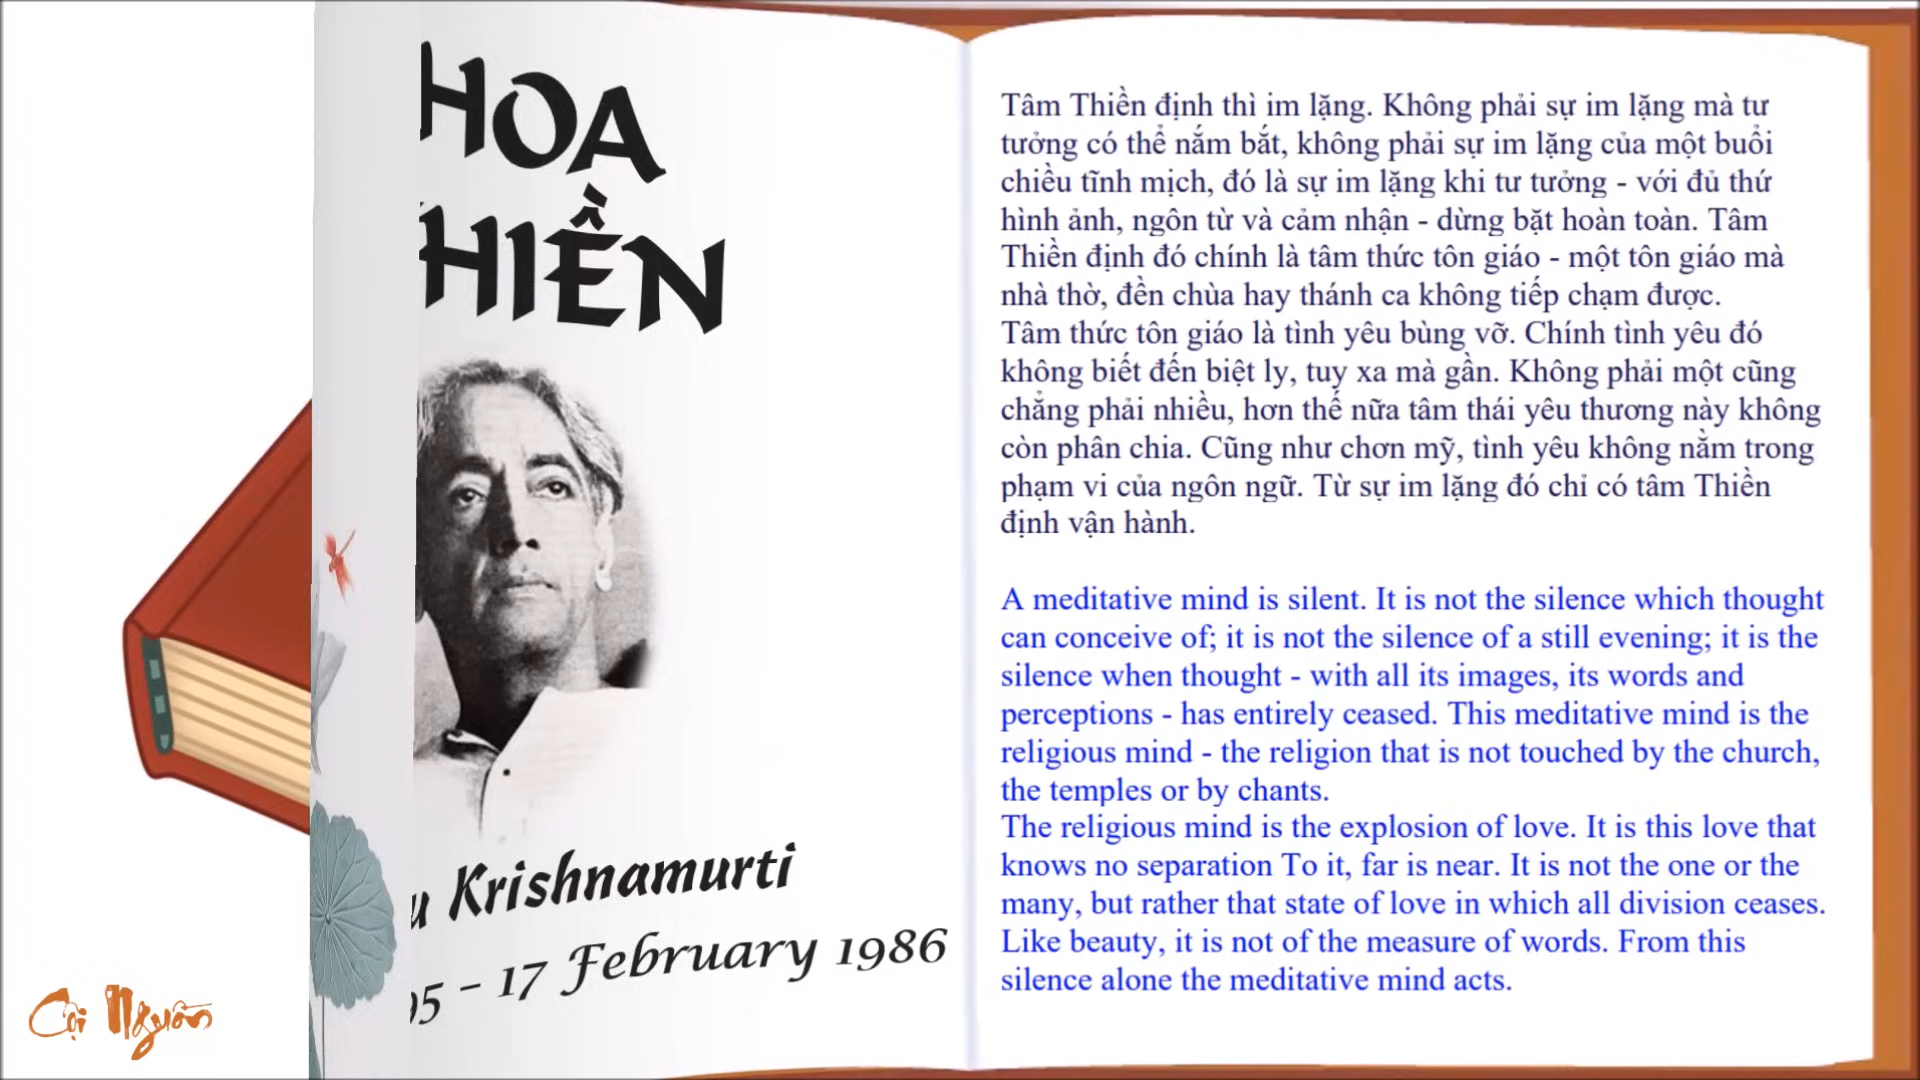 HOA
HIỀN
Krishnamurti
95 - 17 February 1986
Tâm Thiền định thì im lặng. Không phải sự im lặng mà tư
tưởng có thể nắm bắt, không phải sự im lặng của một buổi
chiều tĩnh mịch, đó là sự im lặng khi tư tưởng - với đủ thứ
hình ảnh, ngôn từ và cảm nhận - dừng bặt hoàn toàn. Tâm
Thiền định đó chính là tâm thức tôn giáo - một tôn giáo mà
nhà thờ, đền chùa hay thánh ca không tiếp chạm được.
Tâm thức tôn giáo là tình yêu bùng vỡ. Chính tình yêu đó
không biết đến biệt ly, tuy xa mà gần. Không phải một cũng
chẳng phải nhiều, hơn thế nữa tâm thái yêu thương này không
còn phân chia. Cũng như chơn mỹ, tình yêu không nằm trong
phạm vi của ngôn ngữ. Từ sự im lặng đó chỉ có tâm Thiền
định vận hành.
A meditative mind is silent. It is not the silence which thought
can conceive of; it is not the silence of a still evening; it is the
silence when thought - with all its images, its words and
perceptions - has entirely ceased. This meditative mind is the
religious mind - the religion that is not touched by the church,
the temples or by chants.
The religious mind is the explosion of love. It is this love that
knows no separation To it, far is near. It is not the one or the
many, but rather that state of love in which all division ceases.
Like beauty, it is not of the measure of words. From this
silence alone the meditative mind acts.
Cội Nguồn